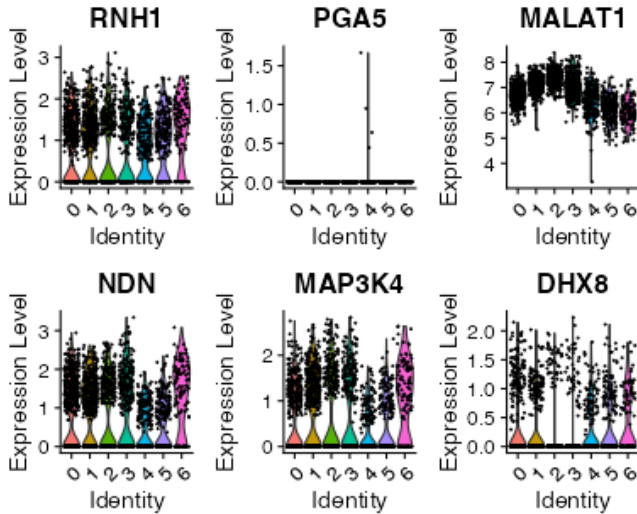 RNH1
PGA5
MALAT1
Expression Level
3
2
1
0
0 1 2 3 4 5 6
Identity
Expression Level
1.5
1.0
0.5
0.0
0 1 2 3 4 5 6
Identity
Expression Level
8
7
6
5
4
0 1 2 3 4 5 6
Identity
NDN
MAP3K4
DHX8
Expression Level
3
2
1
0
0 1 2 3 4 5 6
Identity
Expression Level
2
1
0
0 1 2 3 4 5 6
Identity
Expression Level
2.0
1.5
1.0
0.5
0.0
0 1 2 3 4 5 6
Identity